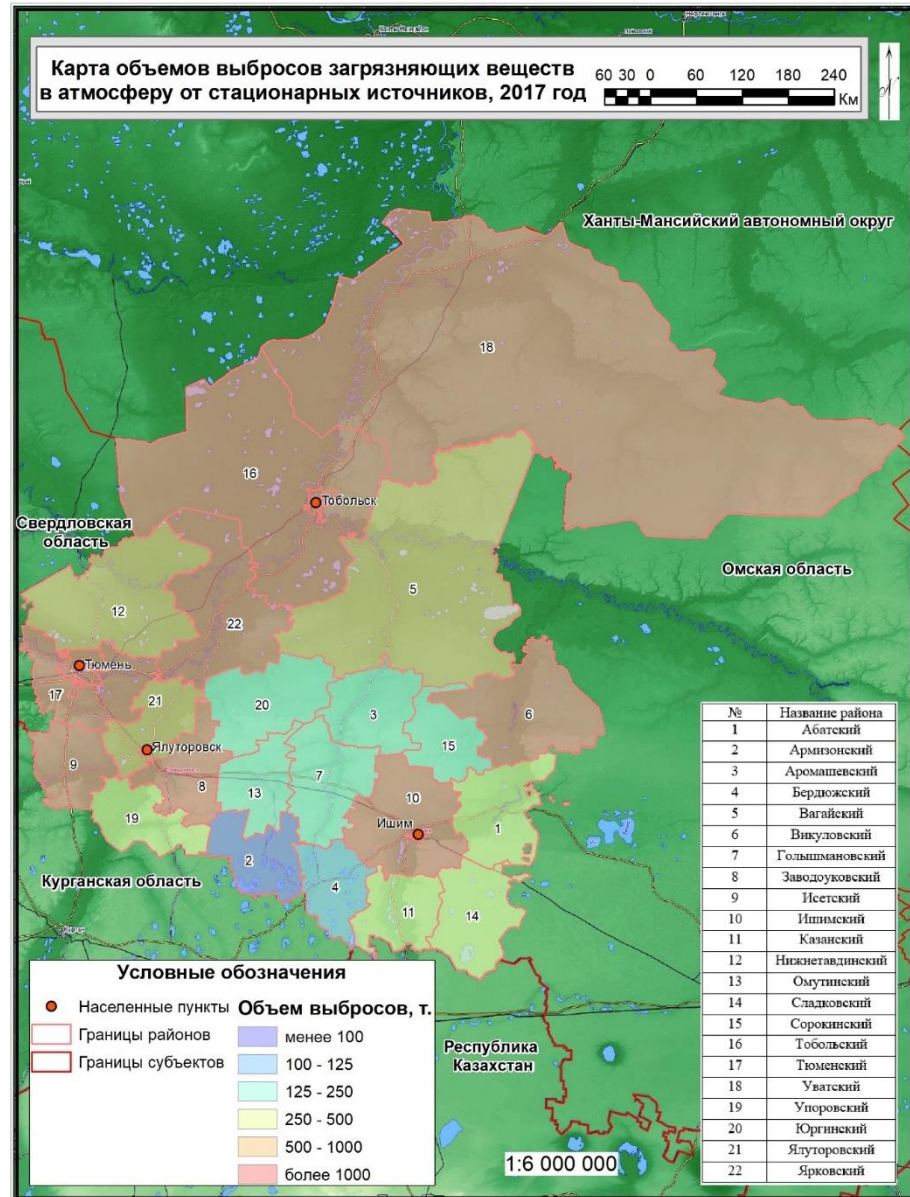 Карта объемов выбросов загрязняющих веществ
в атмосферу от стационарных источников, 2017 год
60 30 0 60 120 180 240
Км
Ханты-Мансийский автономный округ
18
16
Тобольск
Свердловская
область
Омская область
5
12
22
Тюмень
17
21
20
3
6
15
Ялуторовск
9
8
7
13
10
19
Ишим
1
2
4
Курганская область
11
14
№ Название района
1 Абатский
2 Армизонский
3 Аромашевский
4 Бердюжский
5 Вагайский
6 Викуловский
7 Голышмановский
8 Заводоуковский
9 Исетский
10 Ишимский
11 Казанский
12 Нижнетавдинский
13 Омутинский
14 Сладковский
15 Сорокинский
16 Тобольский
17 Тюменский
18 Уватский
19 Упоровский
20 Юргинский
21 Ялуторовский
22 Ярковский
Условные обозначения
Населенные пункты
Границы районов
Границы субъектов
Объем выбросов, т.
менее 100
100 - 125
125 - 250
250 - 500
500 - 1000
более 1000
Республика
Казахстан
1:6 000 000